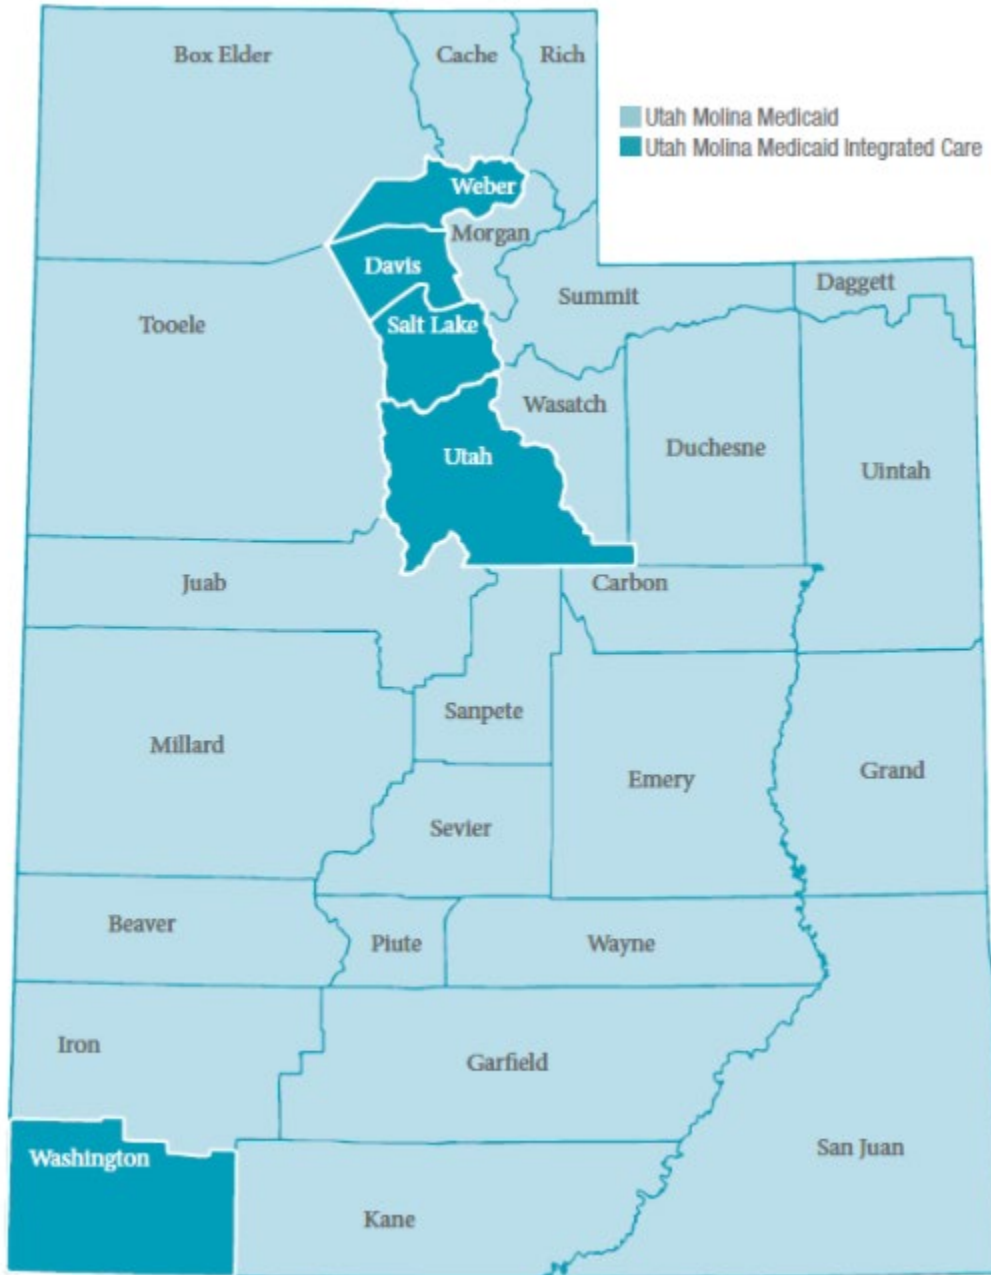 Box Elder
Cache
Rich
Utah Molina Medicaid
Utah Molina Medicaid Integrated Care
Weber
Morgan
Davis
Summit
Daggett
Tooele
Salt Lake
Wasatch
Duchesne
Utah
Uintah
Juab
Carbon
Sanpete
Millard
Emery
Grand
Sevier
Beaver
Piute
Wayne
Iron
Garfield
Washington
San Juan
Kane